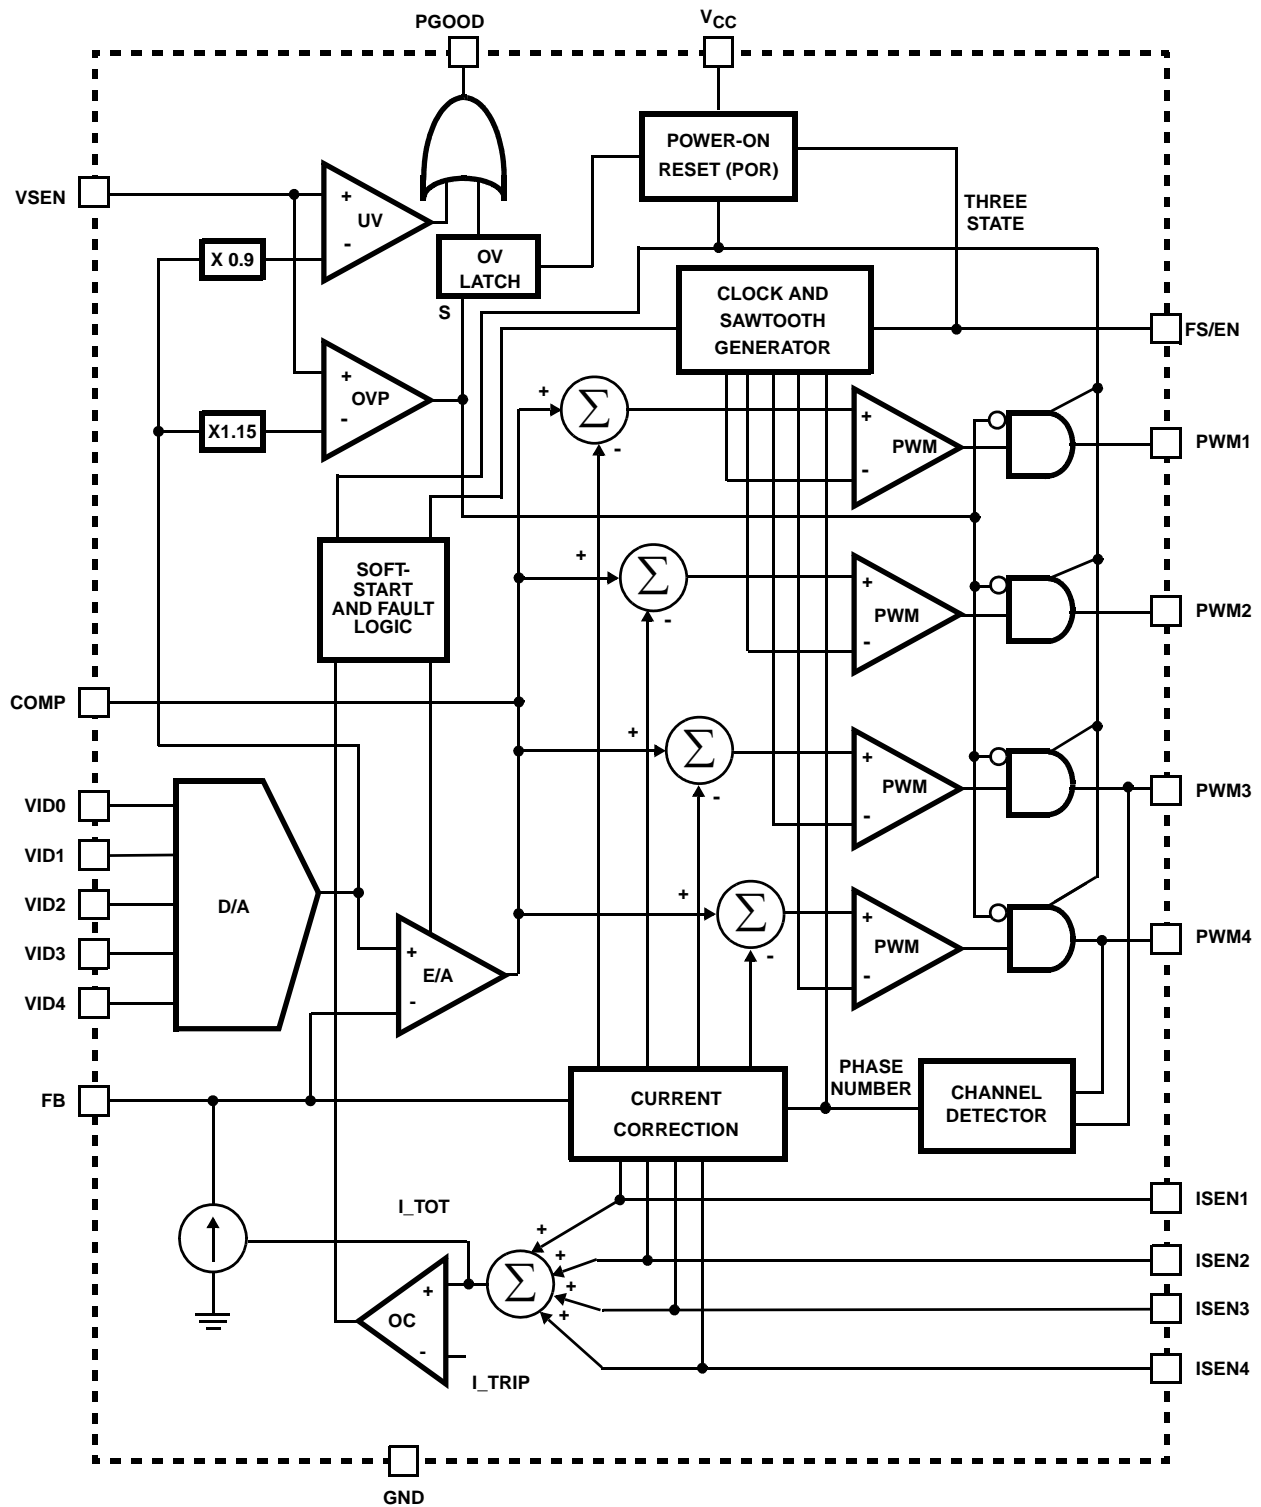 PGOOD
VCC
POWER-ON
RESET (POR)
VSEN
+
UV
-
THREE
STATE
X 0.9
OV
LATCH
S
CLOCK AND
SAWTOOTH
GENERATOR
FS/EN
+
OVP
-
X1.15
+
Σ
-
+
PWM
-
PWM1
SOFT-
START
AND FAULT
LOGIC
+
Σ
-
+
PWM
-
PWM2
COMP
+
Σ
-
+
PWM
-
PWM3
VID0
VID1
VID2
VID3
VID4
D/A
+
E/A
-
+
Σ
-
+
PWM
-
PWM4
FB
CURRENT
CORRECTION
PHASE
NUMBER
CHANNEL
DETECTOR
I_TOT
+
+
+
+
Σ
ISEN1
ISEN2
ISEN3
ISEN4
+
OC
-
I_TRIP
GND